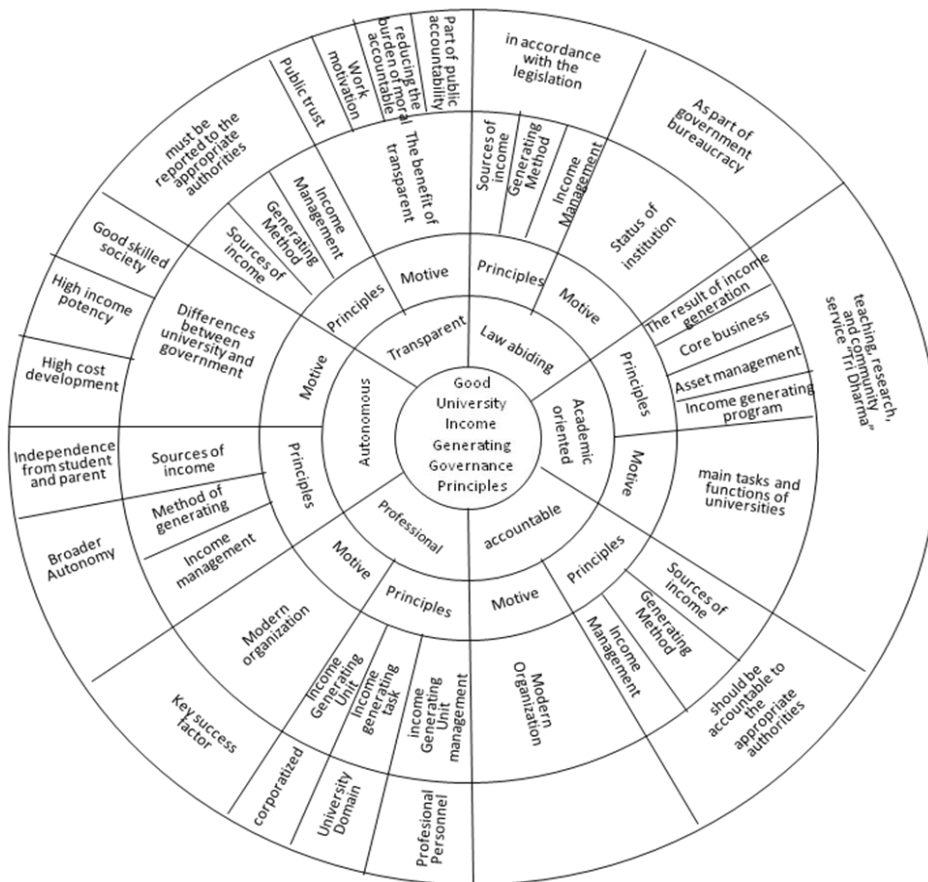 Good
University
Income
Generating
Governance
Principles
Transparent
Law abiding
Academic
oriented
accountable
Professional
Autonomous
Motive
Principles
Motive
Principles
Motive
Principles
Motive
Principles
Motive
Principles
Motive
Principles
The benefit of
transparent
Sources of
income
Generating
Method
Income
Management
Status of
institution
The result of income
generation
Core business
Asset management
Income generating
program
main tasks and
functions of
universities
Sources of
income
Generating
Method
Income
Management
Modern
Organization
income
Generating
Unit
management
Income
generating
task
Income
Generating
Unit
Modern
organization
Income
management
Method of
generating
Sources of
income
Differences
between
university and
government
Sources of
income
Generating
Method
Income
Management
Public trust
Work
motivation
reducing the
burden of moral
accountable
Part of public
accountability
in accordance
with the
legislation
As part of
government
bureucracy
teaching, research,
and community
service "Tri Dharma"
should be
accountable to
the
appropriate
authorities
Profesional
Personnel
University
Domain
corporatized
Key success
factor
Broader
Autonomy
Independence
from student
and parent
High cost
development
High income
potency
Good skilled
society
must be
reported to the
appropriate
authorities